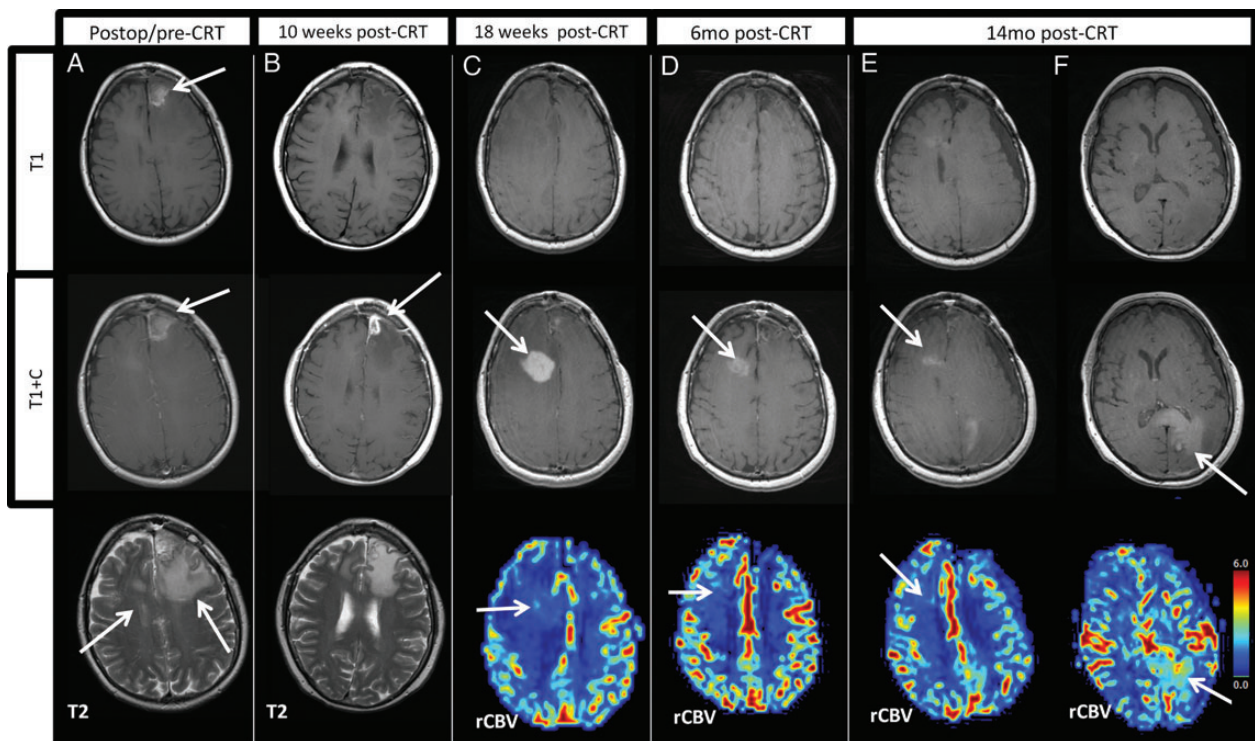 Postop/pre-CRT
10 weeks post-CRT
18 weeks post-CRT
6mo post-CRT
14mo post-CRT
A
B
C
D
E
F
T1
T1+C
T2
T2
rCBV
rCBV
rCBV
rCBV
6.0
0.0